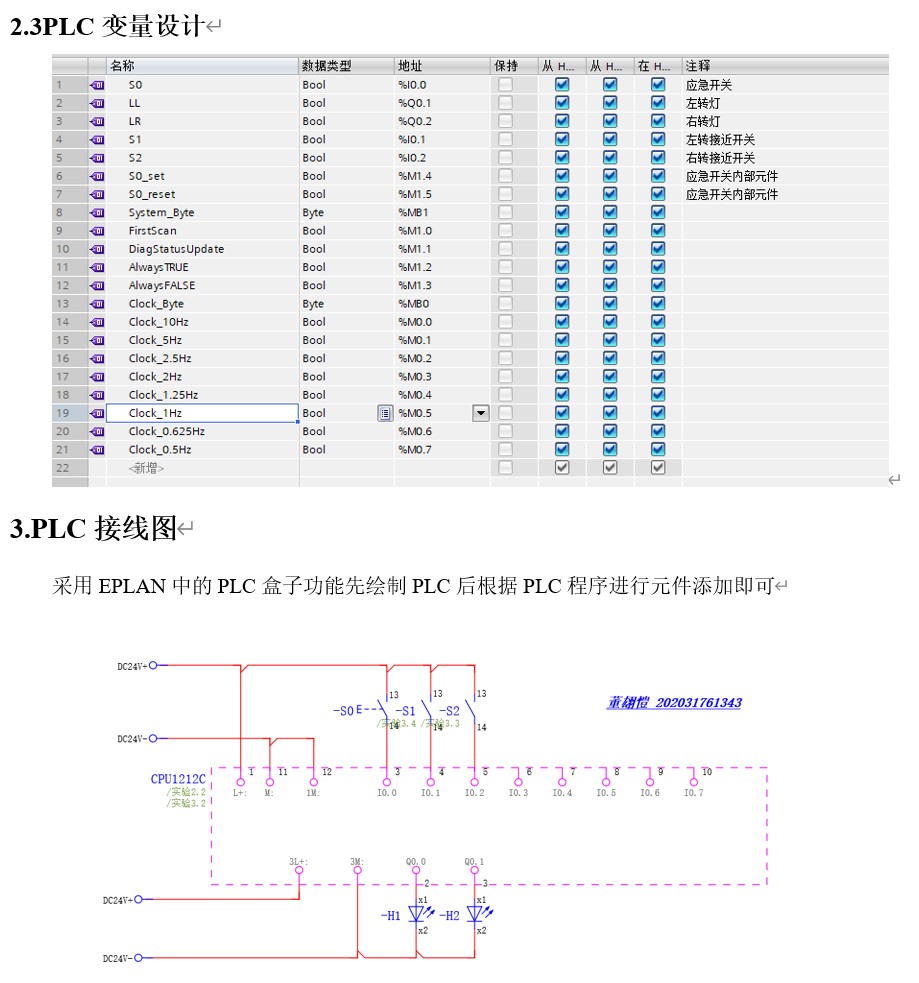 2.3PLC 变量设计
名称 数据类型 地址 保持 从 H... 从 H... 在 H... 注释
1 S0 Bool %I0.0 应急开关
2 LL Bool %Q0.1 左转灯
3 LR Bool %Q0.2 右转灯
4 S1 Bool %I0.1 左转接近开关
5 S2 Bool %I0.2 右转接近开关
6 S0_set Bool %M1.4 应急开关内部元件
7 S0_reset Bool %M1.5 应急开关内部元件
8 System_Byte Byte %MB1
9 FirstScan Bool %M1.0
10 DiagStatusUpdate Bool %M1.1
11 AlwaysTRUE Bool %M1.2
12 AlwaysFALSE Bool %M1.3
13 Clock_Byte Byte %MB0
14 Clock_10Hz Bool %M0.0
15 Clock_5Hz Bool %M0.1
16 Clock_2.5Hz Bool %M0.2
17 Clock_2Hz Bool %M0.3
18 Clock_1.25Hz Bool %M0.4
19 Clock_1Hz Bool %M0.5
20 Clock_0.625Hz Bool %M0.6
21 Clock_0.5Hz Bool %M0.7
22 <新增>
3.PLC 接线图
采用 EPLAN 中的 PLC 盒子功能先绘制 PLC 后根据 PLC 程序进行元件添加即可
DC24V+
13 13 13
-S0 -S1 -S2
/实验3.4 /实验3.3
14 14 14
董翃愷 202031761343
DC24V-
CPU1212C
/实验2.2
/实验3.2
1 11 12 3 4 5 6 7 8 9 10
L+: M: 1M: I0.0 I0.1 I0.2 I0.3 I0.4 I0.5 I0.6 I0.7
3L+: 3M: Q0.0 Q0.1
2 3
DC24V+
x1 x1
-H1 -H2
x2 x2
DC24V-